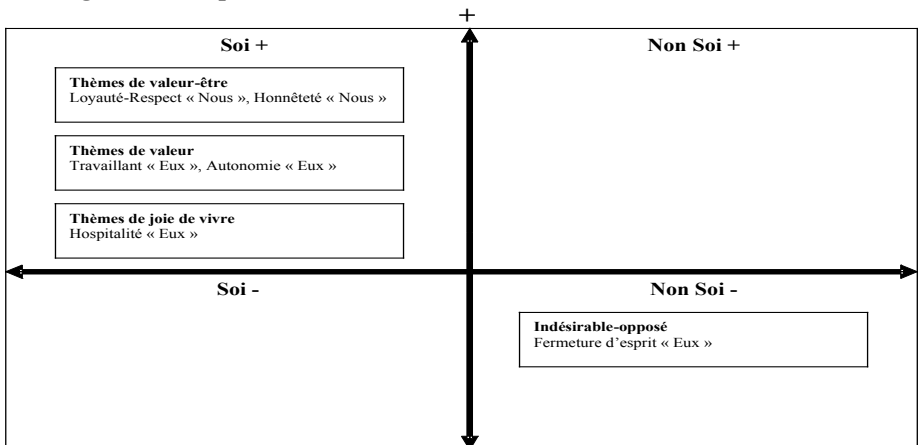 +
Soi +
Non Soi +
Thèmes de valeur-être
Loyauté-Respect « Nous », Honnêteté « Nous »
Thèmes de valeur
Travaillant « Eux », Autonomie « Eux »
Thèmes de joie de vivre
Hospitalité « Eux »
Soi -
Non Soi -
Indésirable-opposé
Fermeture d'esprit « Eux »